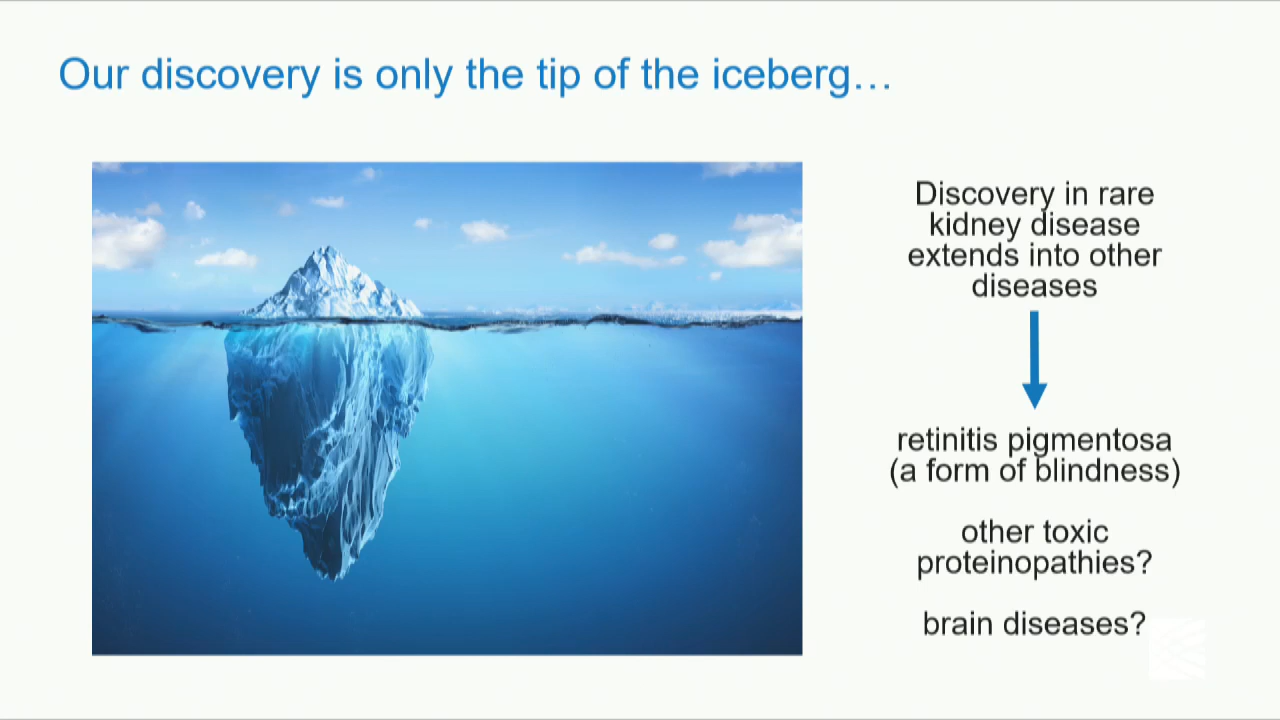 Our discovery is only the tip of the iceberg…
Discovery in rare
kidney disease
extends into other
diseases
retinitis pigmentosa
(a form of blindness)
other toxic
proteinopathies?
brain diseases?